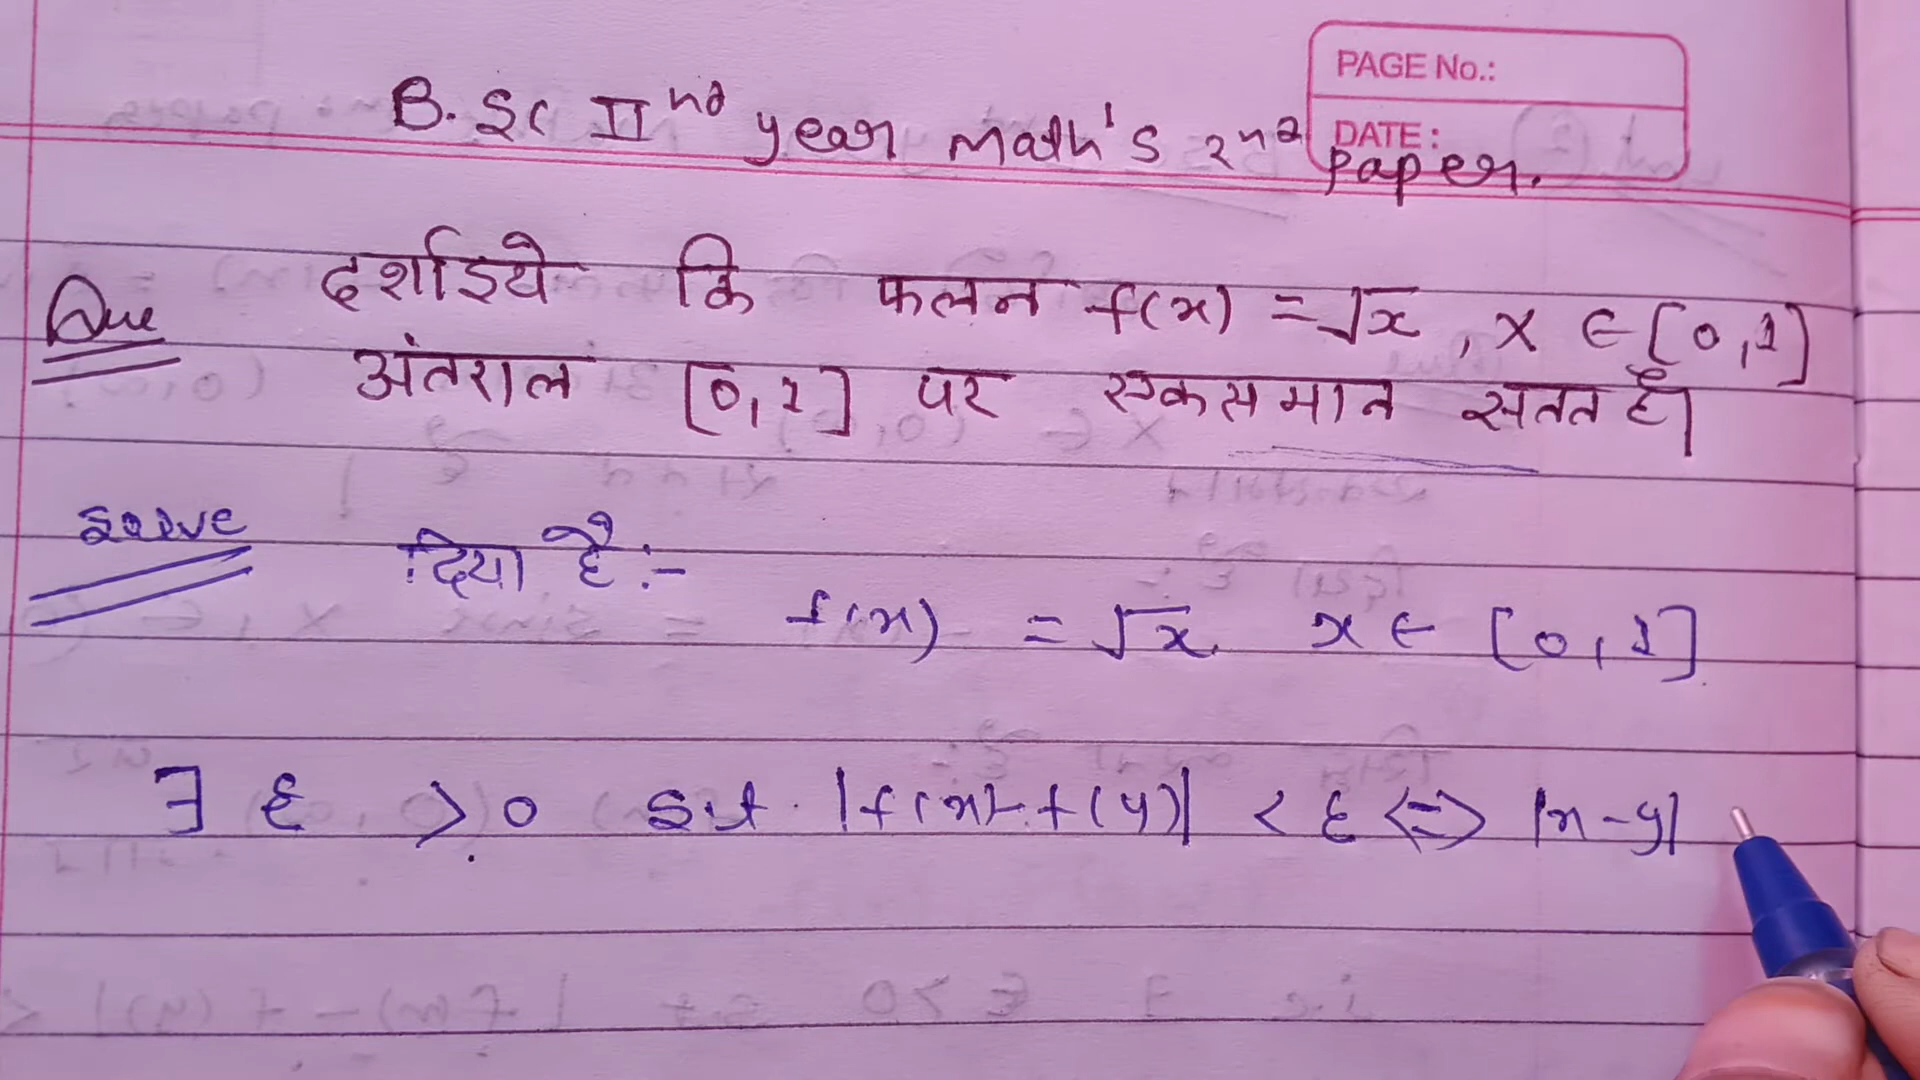 PAGE No.:
DATE:
B.Sc IInd year math's 2nd paper.
Que दर्शाइये कि फलन f(x) = √x , x ∈ [0,1]
अंतराल [0,1] पर एकसमान सतत है।
Solve दिया है:-
f(x) = √x. x ∈ [0,1]
∃ ε > 0 s.t. |f(x)-f(y)| < ε <=> |x-y|